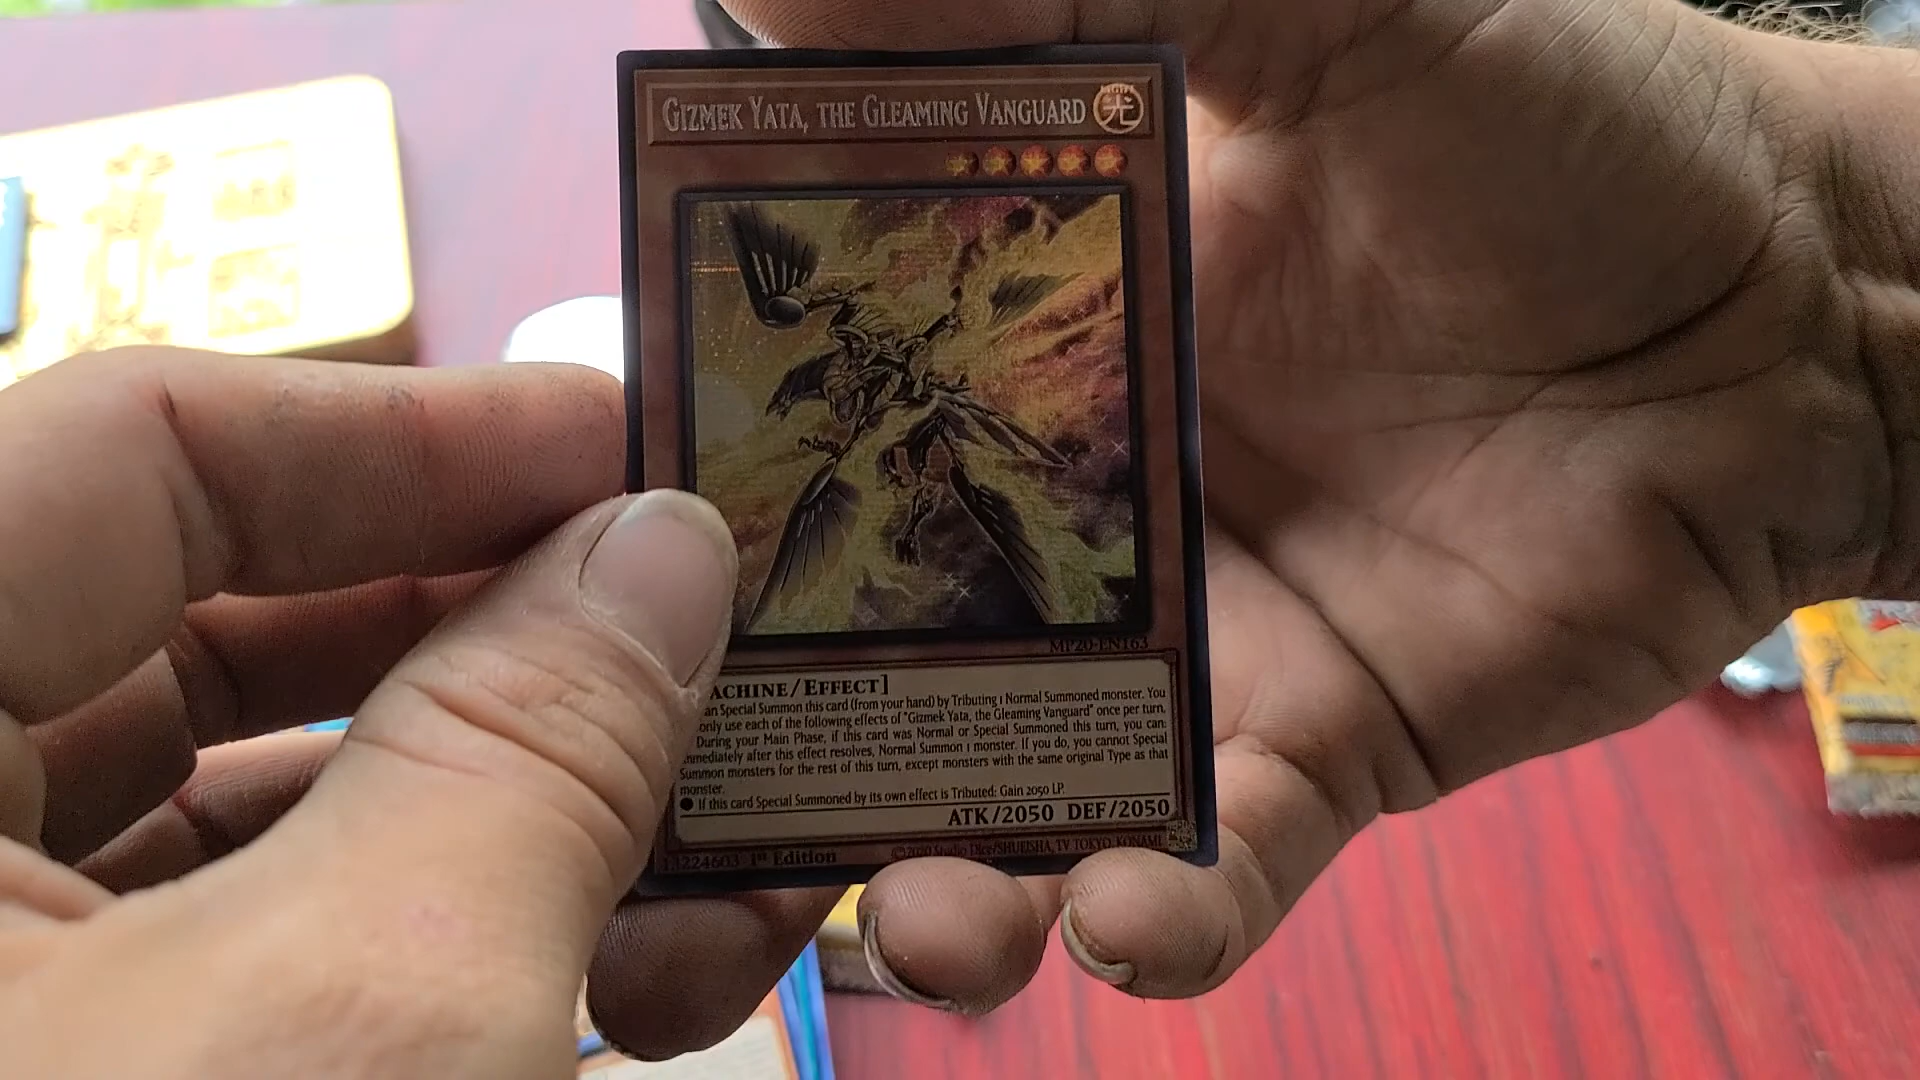 GIZMEK YATA, THE GLEAMING VANGUARD
LIGHT
光
MP20-EN163
ACHINE/EFFECT]
an Special Summon this card (from your hand) by Tributing 1 Normal Summoned monster. You
only use each of the following effects of "Gizmek Yata, the Gleaming Vanguard" once per turn.
During your Main Phase, if this card was Normal or Special Summoned this turn, you can:
mmediately after this effect resolves, Normal Summon 1 monster. If you do, you cannot Special
Summon monsters for the rest of this turn, except monsters with the same original Type as that
monster.
● If this card Special Summoned by its own effect is Tributed: Gain 2050 LP.
ATK/2050 DEF/2050
13224603 1st Edition ©2020 Studio Dice/SHUEISHA, TV TOKYO, KONAMI